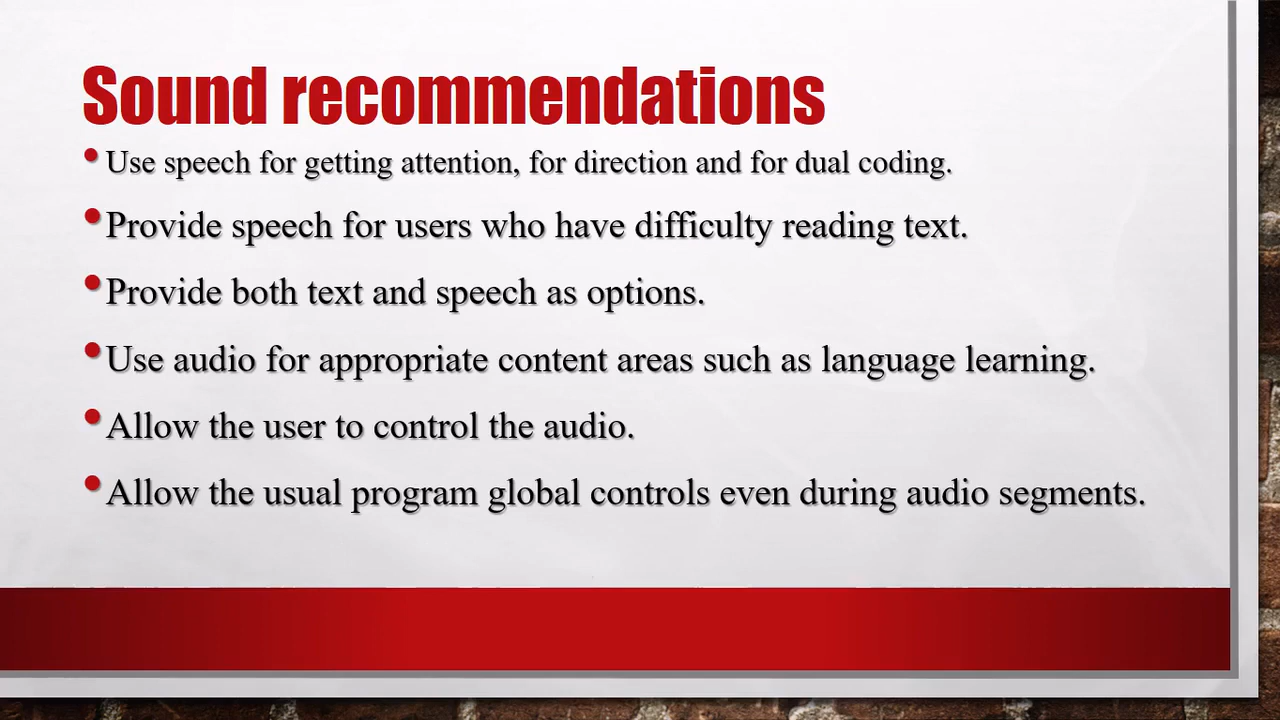 Sound recommendations
• Use speech for getting attention, for direction and for dual coding.
• Provide speech for users who have difficulty reading text.
• Provide both text and speech as options.
• Use audio for appropriate content areas such as language learning.
• Allow the user to control the audio.
• Allow the usual program global controls even during audio segments.